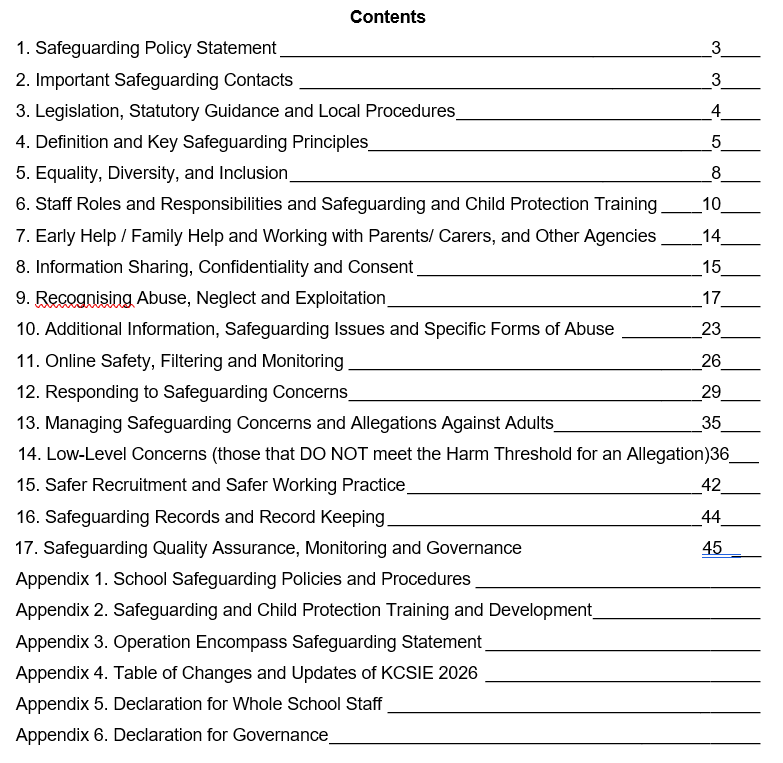 Contents
1. Safeguarding Policy Statement 3
2. Important Safeguarding Contacts 3
3. Legislation, Statutory Guidance and Local Procedures 4
4. Definition and Key Safeguarding Principles 5
5. Equality, Diversity, and Inclusion 8
6. Staff Roles and Responsibilities and Safeguarding and Child Protection Training 10
7. Early Help / Family Help and Working with Parents/ Carers, and Other Agencies 14
8. Information Sharing, Confidentiality and Consent 15
9. Recognising Abuse, Neglect and Exploitation 17
10. Additional Information, Safeguarding Issues and Specific Forms of Abuse 23
11. Online Safety, Filtering and Monitoring 26
12. Responding to Safeguarding Concerns 29
13. Managing Safeguarding Concerns and Allegations Against Adults 35
14. Low-Level Concerns (those that DO NOT meet the Harm Threshold for an Allegation)36
15. Safer Recruitment and Safer Working Practice 42
16. Safeguarding Records and Record Keeping 44
17. Safeguarding Quality Assurance, Monitoring and Governance 45
Appendix 1. School Safeguarding Policies and Procedures
Appendix 2. Safeguarding and Child Protection Training and Development
Appendix 3. Operation Encompass Safeguarding Statement
Appendix 4. Table of Changes and Updates of KCSIE 2026
Appendix 5. Declaration for Whole School Staff
Appendix 6. Declaration for Governance